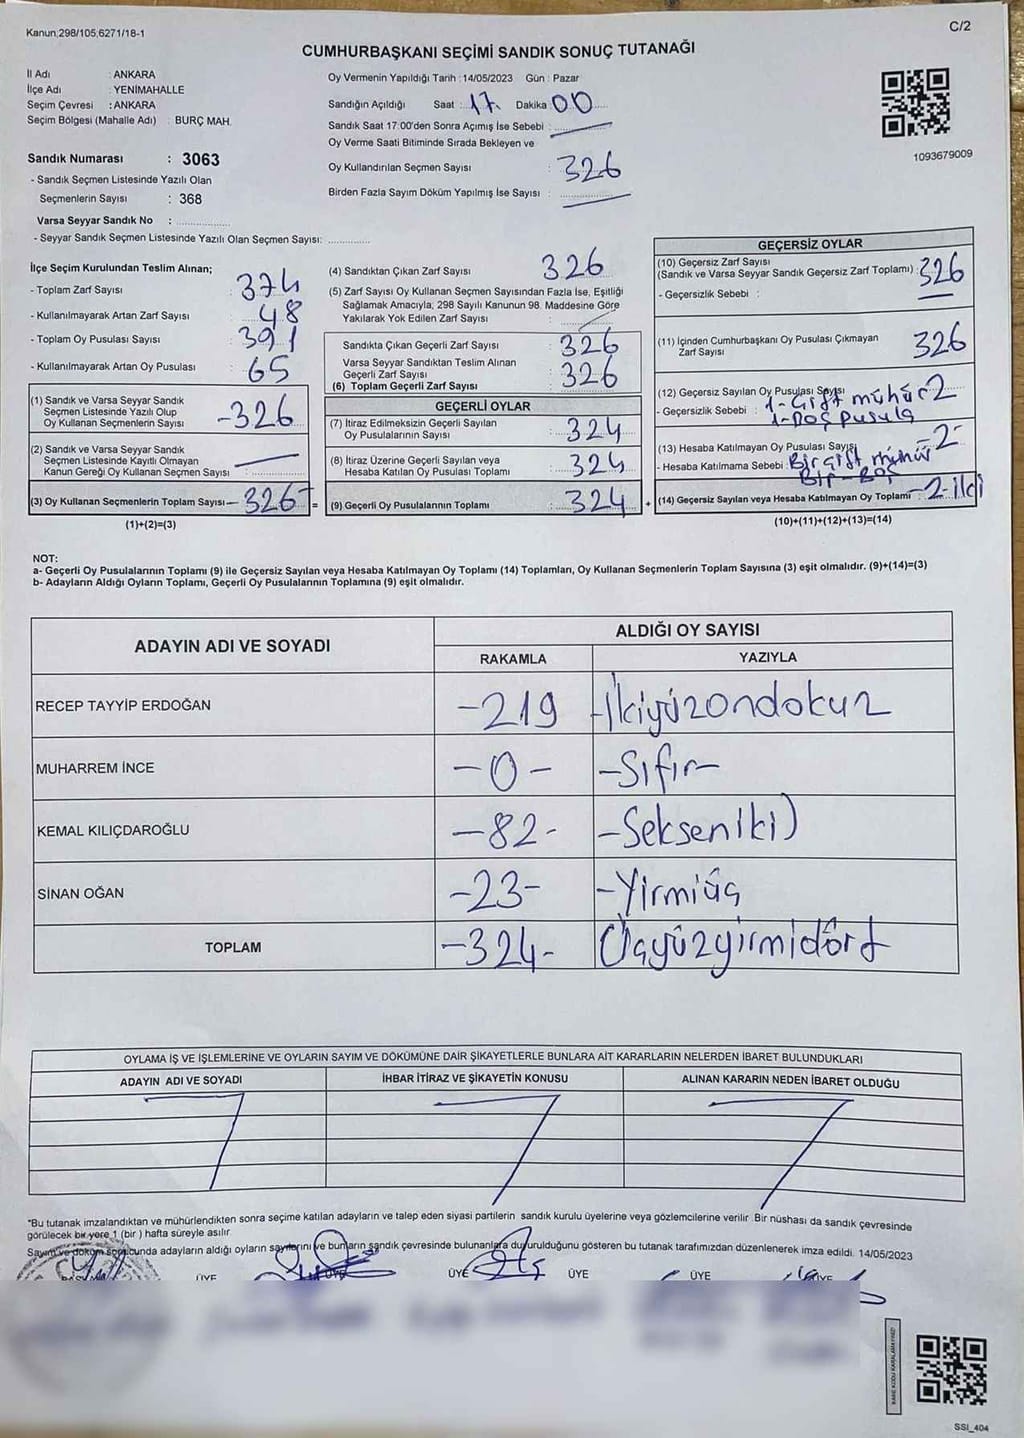 Kanun;298/105,6271/18-1
C/2
CUMHURBAŞKANI SEÇİMİ SANDIK SONUÇ TUTANAĞI
İl Adı : ANKARA
İlçe Adı : YENİMAHALLE
Seçim Çevresi : ANKARA
Seçim Bölgesi (Mahalle Adı) : BURÇ MAH.
Sandık Numarası : 3063
- Sandık Seçmen Listesinde Yazılı Olan
Seçmenlerin Sayısı : 368
Varsa Seyyar Sandık No :
- Seyyar Sandık Seçmen Listesinde Yazılı Olan Seçmen Sayısı:
Oy Vermenin Yapıldığı Tarih : 14/05/2023 Gün : Pazar
Sandığın Açıldığı Saat : 17. Dakika : 00
Sandık Saat 17:00'den Sonra Açımış İse Sebebi :
Oy Verme Saati Bitiminde Sırada Bekleyen ve
Oy Kullandırılan Seçmen Sayısı : 326
Birden Fazla Sayım Döküm Yapılmış İse Sayısı :
1093679009
İlçe Seçim Kurulundan Teslim Alınan;
- Toplam Zarf Sayısı : 374
- Kullanılmayarak Artan Zarf Sayısı : 48
- Toplam Oy Pusulası Sayısı : 391
- Kullanılmayarak Artan Oy Pusulası : 65
(1) Sandık ve Varsa Seyyar Sandık
Seçmen Listesinde Yazılı Olup
Oy Kullanan Seçmenlerin Sayısı -326
(2) Sandık ve Varsa Seyyar Sandık
Seçmen Listesinde Kayıtlı Olmayan
Kanun Gereği Oy Kullanan Seçmen Sayısı :
(3) Oy Kullanan Seçmenlerin Toplam Sayısı - 326 -
(1)+(2)=(3)
(4) Sandıktan Çıkan Zarf Sayısı 326
(5) Zarf Sayısı Oy Kullanan Seçmen Sayısından Fazla İse, Eşitliği
Sağlamak Amacıyla; 298 Sayılı Kanunun 98. Maddesine Göre
Yakılarak Yok Edilen Zarf Sayısı :
Sandıkta Çıkan Geçerli Zarf Sayısı : 326
Varsa Seyyar Sandıktan Teslim Alınan
Geçerli Zarf Sayısı : 326
(6) Toplam Geçerli Zarf Sayısı
GEÇERLİ OYLAR
(7) İtiraz Edilmeksizin Geçerli Sayılan
Oy Pusulalarının Sayısı : 324
(8) İtiraz Üzerine Geçerli Sayılan veya
Hesaba Katılan Oy Pusulası Toplamı : 324
= (9) Geçerli Oy Pusulalarının Toplamı : 324 +
GEÇERSİZ OYLAR
(10) Geçersiz Zarf Sayısı
(Sandık ve Varsa Seyyar Sandık Geçersiz Zarf Toplamı) : 326
- Geçersizlik Sebebi :
(11) İçinden Cumhurbaşkanı Oy Pusulası Çıkmayan
Zarf Sayısı 326
(12) Geçersiz Sayılan Oy Pusulası Sayısı 2
- Geçersizlik Sebebi : 1-Çift mühür
1-Boş pusula
(13) Hesaba Katılmayan Oy Pusulası Sayısı -2-
- Hesaba Katılmama Sebebi : Bir çift mühür
Bir - Boş
(14) Geçersiz Sayılan veya Hesaba Katılmayan Oy Toplamı : -2-iki
(10)+(11)+(12)+(13)=(14)
NOT:
a- Geçerli Oy Pusulalarının Toplamı (9) ile Geçersiz Sayılan veya Hesaba Katılmayan Oy Toplamı (14) Toplamları, Oy Kullanan Seçmenlerin Toplam Sayısına (3) eşit olmalıdır. (9)+(14)=(3)
b- Adayların Aldığı Oyların Toplamı, Geçerli Oy Pusulalarının Toplamına (9) eşit olmalıdır.
ADAYIN ADI VE SOYADI ALDIĞI OY SAYISI
RAKAMLA YAZIYLA
RECEP TAYYİP ERDOĞAN -219 -İkiyüzondokuz
MUHARREM İNCE -0- -Sıfır-
KEMAL KILIÇDAROĞLU -82- -Sekseniki)
SİNAN OĞAN -23- -Yirmiüç
TOPLAM -324- Üçyüzyirmidört
OYLAMA İŞ VE İŞLEMLERİNE VE OYLARIN SAYIM VE DÖKÜMÜNE DAİR ŞİKAYETLERLE BUNLARA AİT KARARLARIN NELERDEN İBARET BULUNDUKLARI
ADAYIN ADI VE SOYADI İHBAR İTİRAZ VE ŞİKAYETİN KONUSU ALINAN KARARIN NEDEN İBARET OLDUĞU
*Bu tutanak imzalandıktan ve mühürlendikten sonra seçime katılan adayların ve talep eden siyasi partilerin sandık kurulu üyelerine veya gözlemcilerine verilir Bir nüshası da sandık çevresinde
görülecek bir yere 1 (bir ) hafta süreyle asılır.
Sayım ve döküm sonucunda adayların aldığı oyların sayılarını ve bunların sandık çevresinde bulunanlara duyurulduğunu gösteren bu tutanak tarafımızdan düzenlenerek imza edildi. 14/05/2023
ÜYE ÜYE ÜYE ÜYE ÜYE ÜYE
SSI_404